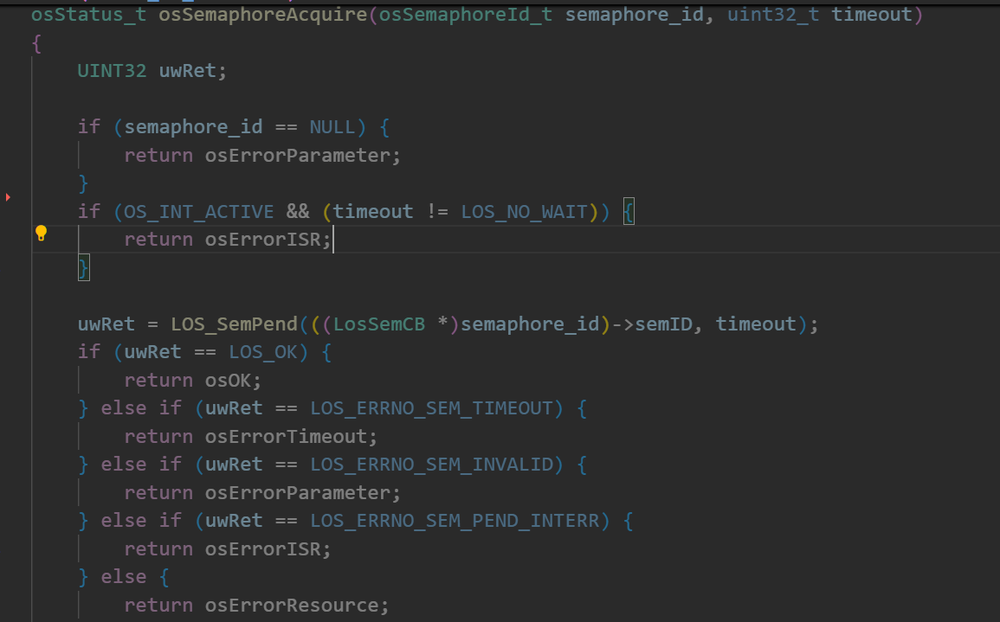 osStatus_t osSemaphoreAcquire(osSemaphoreId_t semaphore_id, uint32_t timeout)
{
    UINT32 uwRet;

    if (semaphore_id == NULL) {
        return osErrorParameter;
    }
    if (OS_INT_ACTIVE && (timeout != LOS_NO_WAIT)) {
        return osErrorISR;
    }

    uwRet = LOS_SemPend(((LosSemCB *)semaphore_id)->semID, timeout);
    if (uwRet == LOS_OK) {
        return osOK;
    } else if (uwRet == LOS_ERRNO_SEM_TIMEOUT) {
        return osErrorTimeout;
    } else if (uwRet == LOS_ERRNO_SEM_INVALID) {
        return osErrorParameter;
    } else if (uwRet == LOS_ERRNO_SEM_PEND_INTERR) {
        return osErrorISR;
    } else {
        return osErrorResource;